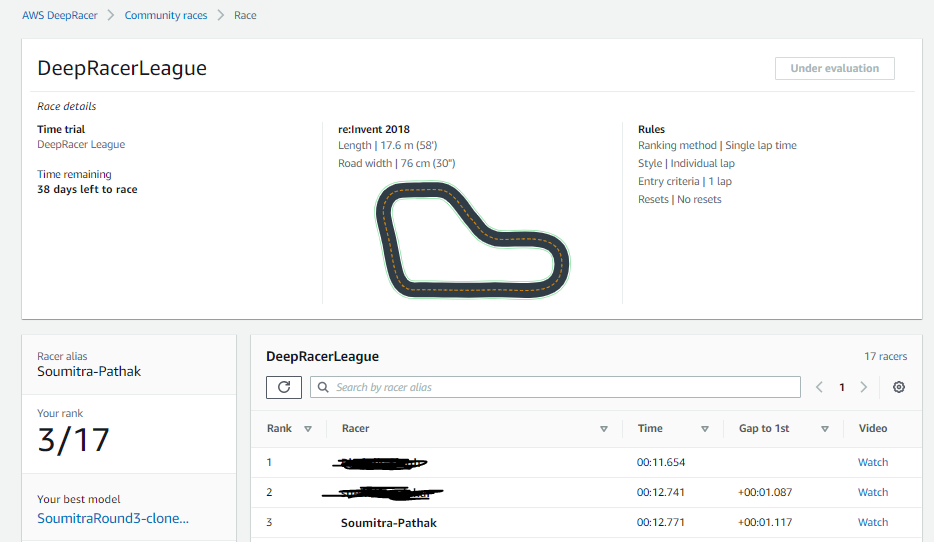 AWS DeepRacer > Community races > Race
DeepRacerLeague
Under evaluation
Race details
Time trial
DeepRacer League
Time remaining
38 days left to race
re:Invent 2018
Length | 17.6 m (58')
Road width | 76 cm (30")
Rules
Ranking method | Single lap time
Style | Individual lap
Entry criteria | 1 lap
Resets | No resets
Racer alias
Soumitra-Pathak
Your rank
3/17
Your best model
SoumitraRound3-clone...
DeepRacerLeague
17 racers
Search by racer alias
1
Rank Racer Time Gap to 1st Video
1 00:11.654 Watch
2 00:12.741 +00:01.087 Watch
3 Soumitra-Pathak 00:12.771 +00:01.117 Watch